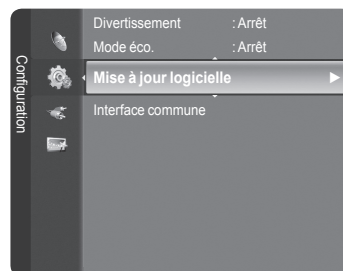 Configuration
Divertissement : Arrêt
Mode éco. : Arrêt
Mise à jour logicielle
Interface commune